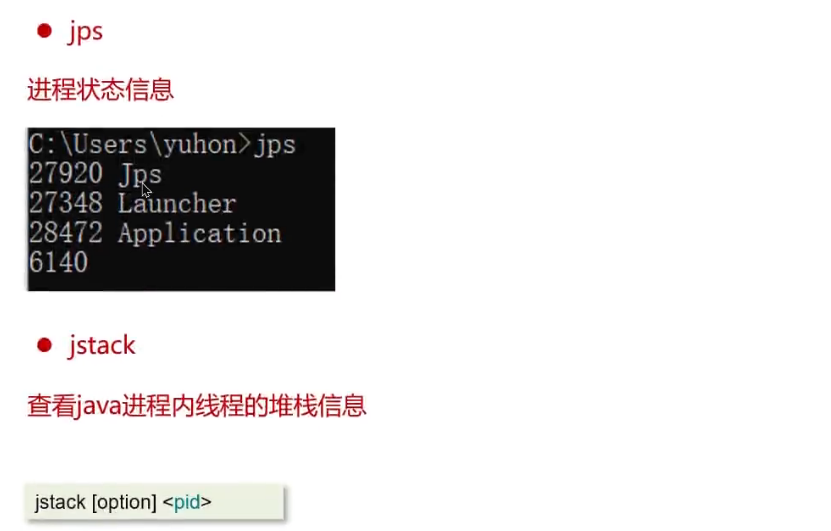 jps
进程状态信息
C:\Users\yuhon>jps
27920 Jps
27348 Launcher
28472 Application
6140
jstack
查看java进程内线程的堆栈信息
jstack [option] <pid>